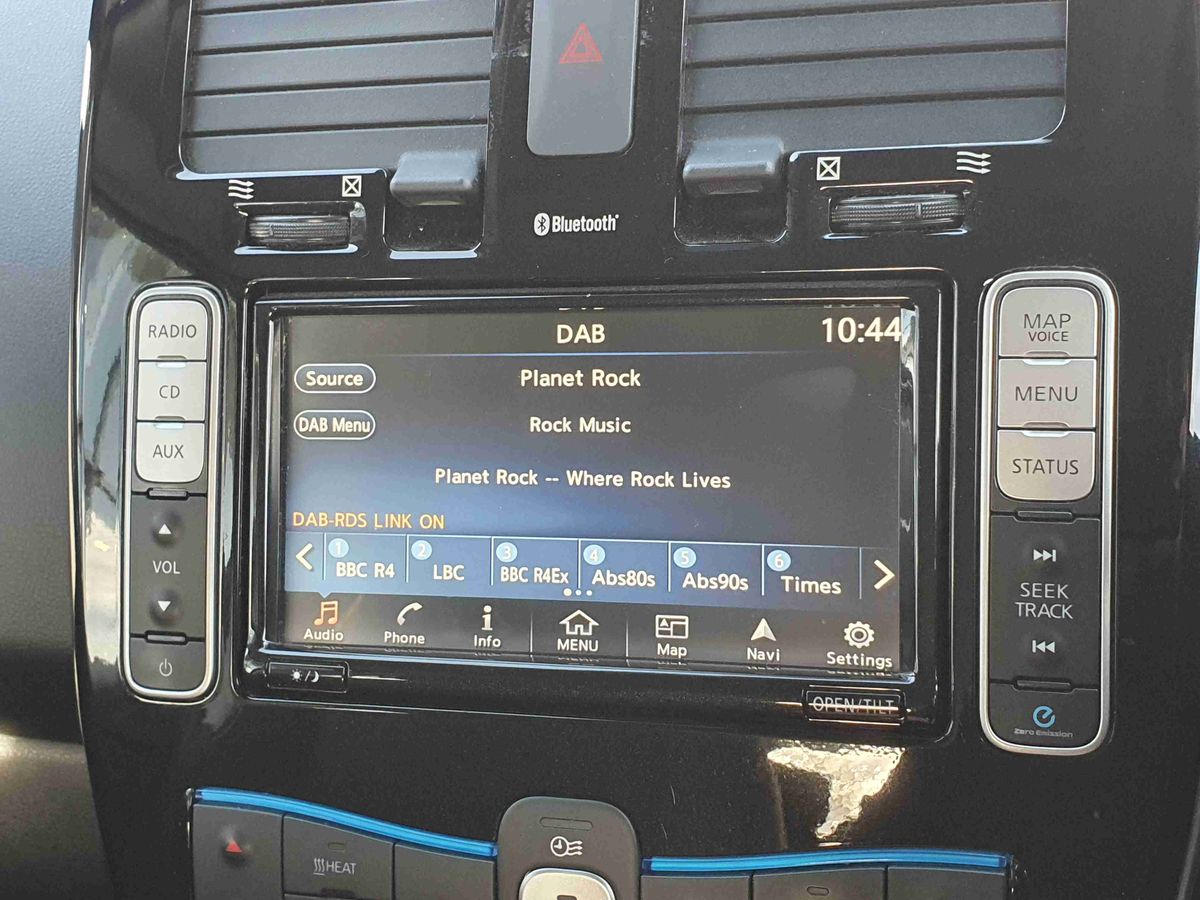 Bluetooth
RADIO
CD
AUX
VOL
DAB
10:44
Source
Planet Rock
DAB Menu
Rock Music
Planet Rock -- Where Rock Lives
DAB-RDS LINK ON
1 BBC R4
2 LBC
3 BBC R4Ex
4 Abs80s
5 Abs90s
6 Times
Audio
Phone
Info
MENU
Map
Navi
Settings
OPEN/TILT
MAP
VOICE
MENU
STATUS
SEEK
TRACK
Zero Emission
HEAT